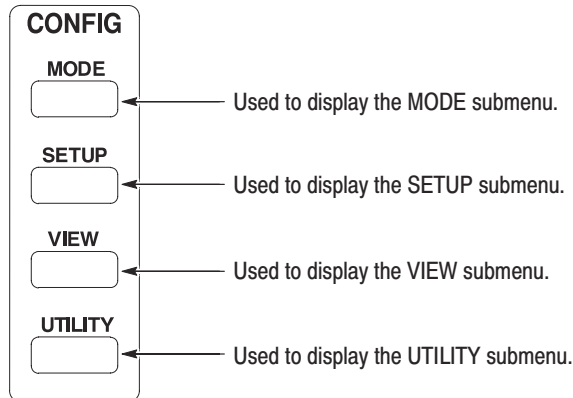 CONFIG
MODE
Used to display the MODE submenu.
SETUP
Used to display the SETUP submenu.
VIEW
Used to display the VIEW submenu.
UTILITY
Used to display the UTILITY submenu.